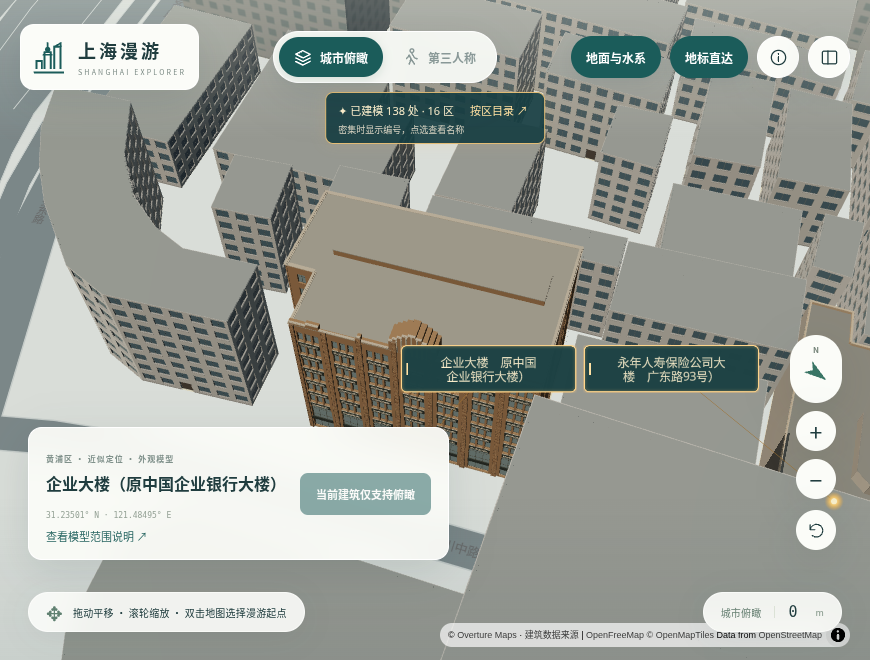 上海漫游
SHANGHAI EXPLORER
城市俯瞰
第三人称
地面与水系
地标直达
✦ 已建模 138 处 · 16 区 按区目录 ↗
密集时显示编号，点选查看名称
企业大楼 原中国
企业银行大楼）
永年人寿保险公司大
楼 广东路93号）
N
+
−
黄浦区 · 近似定位 · 外观模型
企业大楼（原中国企业银行大楼）
31.23501° N · 121.48495° E
查看模型范围说明 ↗
当前建筑仅支持俯瞰
川中路
拖动平移 · 滚轮缩放 · 双击地图选择漫游起点
城市俯瞰 0 m
© Overture Maps · 建筑数据来源 | OpenFreeMap © OpenMapTiles Data from OpenStreetMap